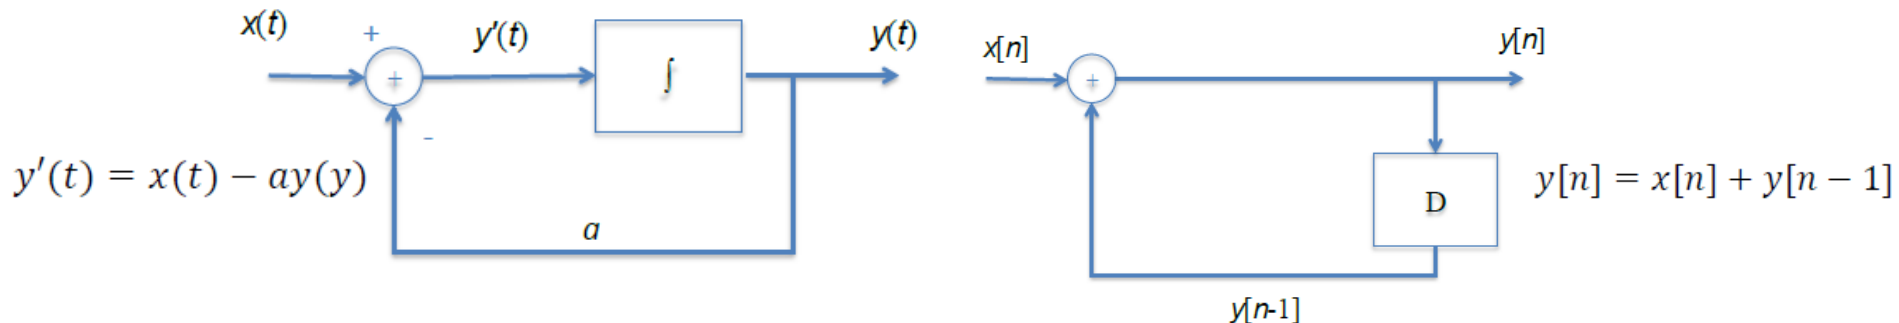 x(t)
+
y'(t)
∫
y(t)
+
-
y'(t) = x(t) − ay(y)
a
x[n]
+
y[n]
D
y[n] = x[n] + y[n − 1]
y[n-1]